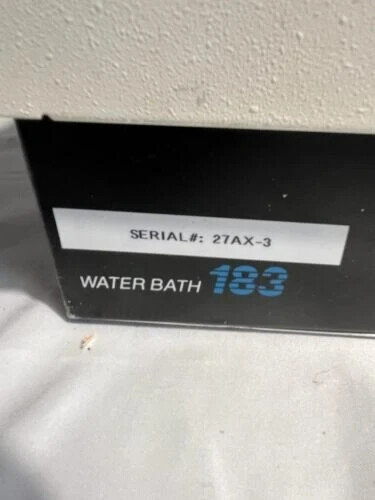 SERIAL#: 27AX-3
WATER BATH 183